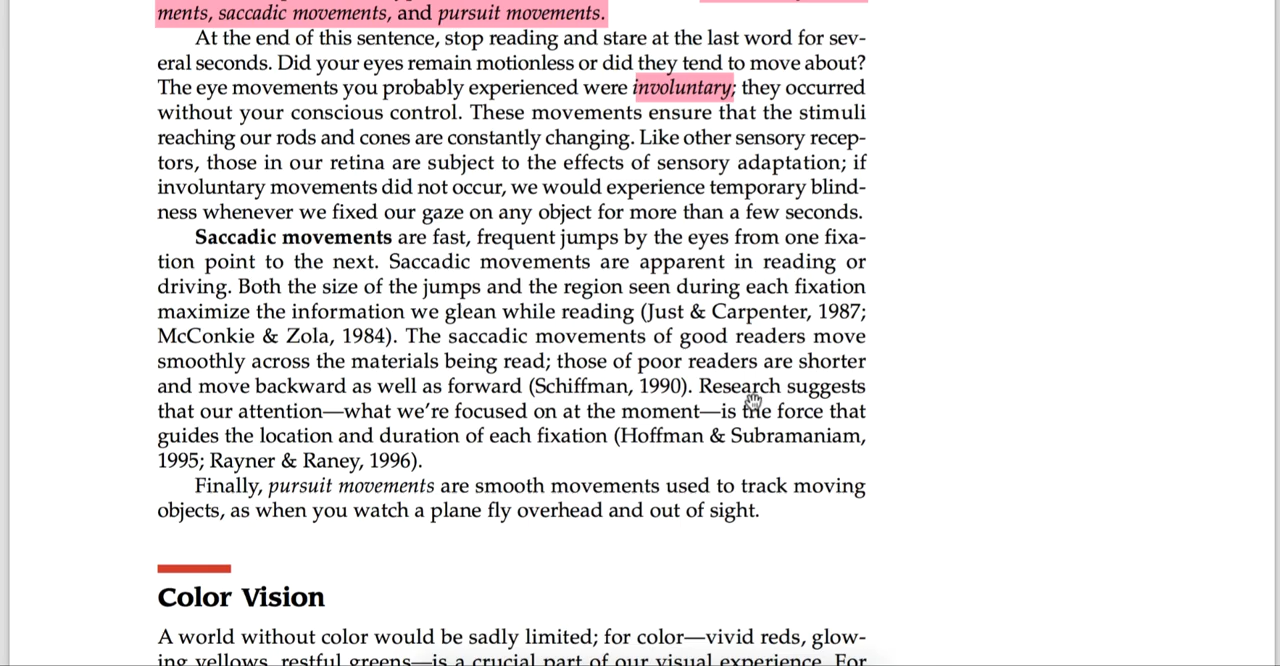 ments, saccadic movements, and pursuit movements.
At the end of this sentence, stop reading and stare at the last word for sev-
eral seconds. Did your eyes remain motionless or did they tend to move about?
The eye movements you probably experienced were involuntary; they occurred
without your conscious control. These movements ensure that the stimuli
reaching our rods and cones are constantly changing. Like other sensory recep-
tors, those in our retina are subject to the effects of sensory adaptation; if
involuntary movements did not occur, we would experience temporary blind-
ness whenever we fixed our gaze on any object for more than a few seconds.
Saccadic movements are fast, frequent jumps by the eyes from one fixa-
tion point to the next. Saccadic movements are apparent in reading or
driving. Both the size of the jumps and the region seen during each fixation
maximize the information we glean while reading (Just & Carpenter, 1987;
McConkie & Zola, 1984). The saccadic movements of good readers move
smoothly across the materials being read; those of poor readers are shorter
and move backward as well as forward (Schiffman, 1990). Research suggests
that our attention—what we're focused on at the moment—is the force that
guides the location and duration of each fixation (Hoffman & Subramaniam,
1995; Rayner & Raney, 1996).
Finally, pursuit movements are smooth movements used to track moving
objects, as when you watch a plane fly overhead and out of sight.
Color Vision
A world without color would be sadly limited; for color—vivid reds, glow-
ing yellows, restful greens—is a crucial part of our visual experience. For